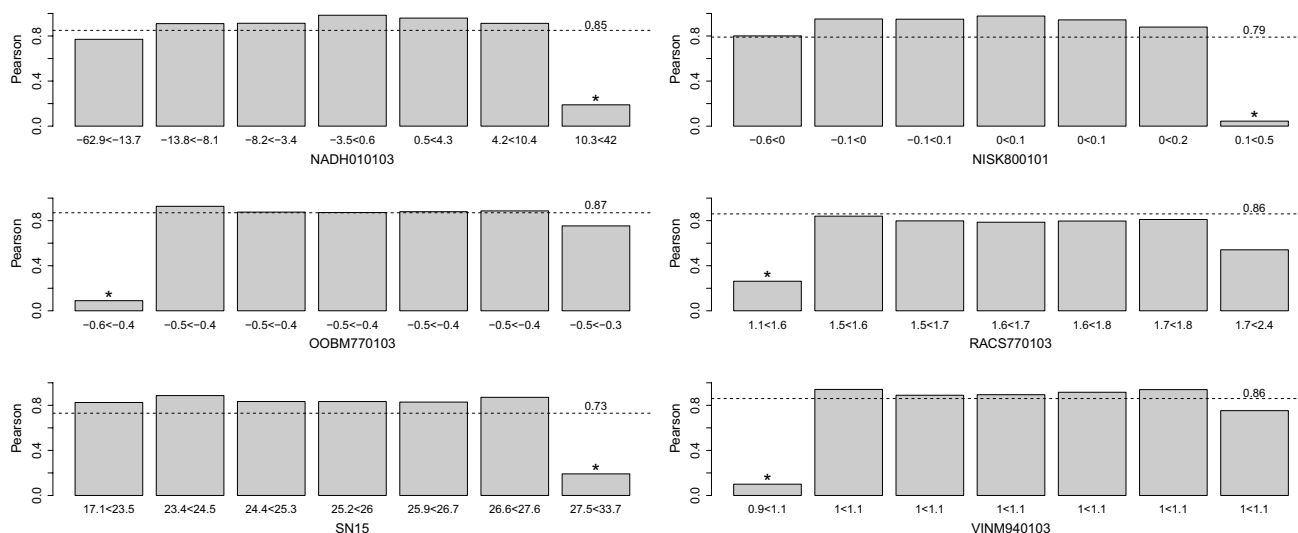 0.85
*
Pearson
0.0 0.4 0.8
−62.9<−13.7 −13.8<−8.1 −8.2<−3.4 −3.5<0.6 0.5<4.3 4.2<10.4 10.3<42
NADH010103
0.79
*
Pearson
0.0 0.4 0.8
−0.6<0 −0.1<0 −0.1<0.1 0<0.1 0<0.1 0<0.2 0.1<0.5
NISK800101
0.87
*
Pearson
0.0 0.4 0.8
−0.6<−0.4 −0.5<−0.4 −0.5<−0.4 −0.5<−0.4 −0.5<−0.4 −0.5<−0.4 −0.5<−0.3
OOBM770103
0.86
*
Pearson
0.0 0.4 0.8
1.1<1.6 1.5<1.6 1.5<1.7 1.6<1.7 1.6<1.8 1.7<1.8 1.7<2.4
RACS770103
0.73
*
Pearson
0.0 0.4 0.8
17.1<23.5 23.4<24.5 24.4<25.3 25.2<26 25.9<26.7 26.6<27.6 27.5<33.7
SN15
0.86
*
Pearson
0.0 0.4 0.8
0.9<1.1 1<1.1 1<1.1 1<1.1 1<1.1 1<1.1 1<1.1
VINM940103